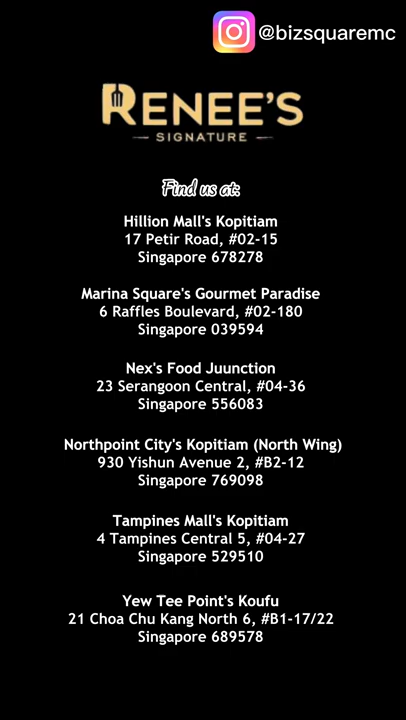 @bizsquaremc
RENEE'S
SIGNATURE
Find us at:
Hillion Mall's Kopitiam
17 Petir Road, #02-15
Singapore 678278
Marina Square's Gourmet Paradise
6 Raffles Boulevard, #02-180
Singapore 039594
Nex's Food Juunction
23 Serangoon Central, #04-36
Singapore 556083
Northpoint City's Kopitiam (North Wing)
930 Yishun Avenue 2, #B2-12
Singapore 769098
Tampines Mall's Kopitiam
4 Tampines Central 5, #04-27
Singapore 529510
Yew Tee Point's Koufu
21 Choa Chu Kang North 6, #B1-17/22
Singapore 689578